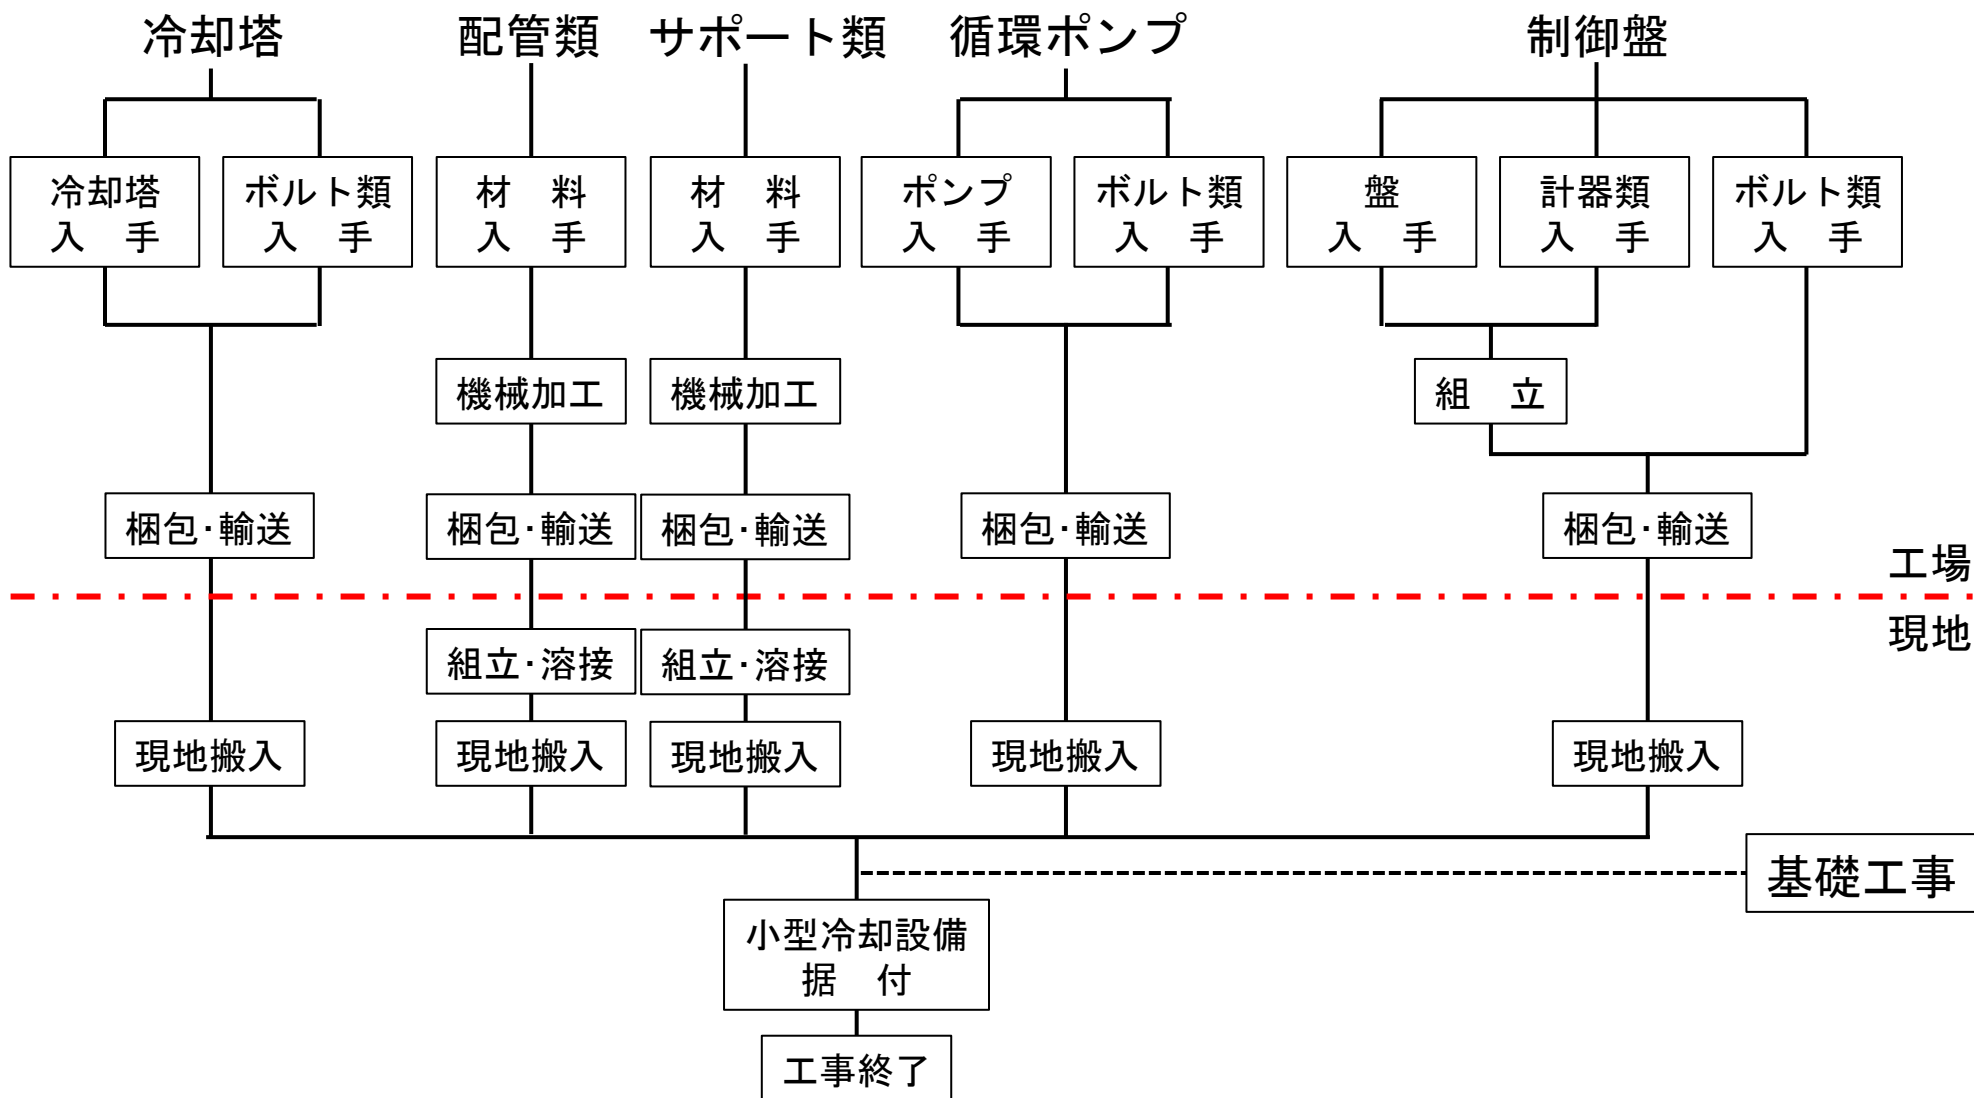 冷却塔
配管類
サポート類
循環ポンプ
制御盤
冷却塔
入　手
ボルト類
入　手
材　料
入　手
材　料
入　手
ポンプ
入　手
ボルト類
入　手
盤
入　手
計器類
入　手
ボルト類
入　手
機械加工
機械加工
組　立
梱包･輸送
梱包･輸送
梱包･輸送
梱包･輸送
梱包･輸送
工場
現地
組立･溶接
組立･溶接
現地搬入
現地搬入
現地搬入
現地搬入
現地搬入
基礎工事
小型冷却設備
据　付
工事終了